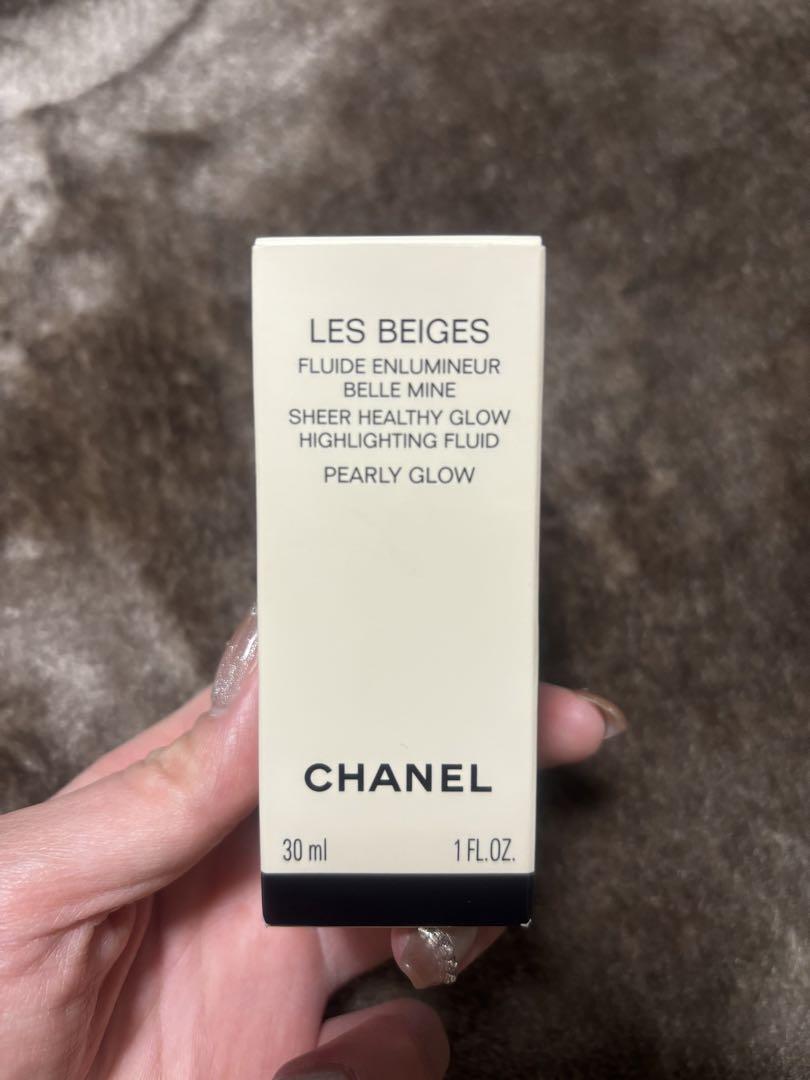 LES BEIGES
FLUIDE ENLUMINEUR
BELLE MINE
SHEER HEALTHY GLOW
HIGHLIGHTING FLUID
PEARLY GLOW
CHANEL
30 ml 1 FL.OZ.